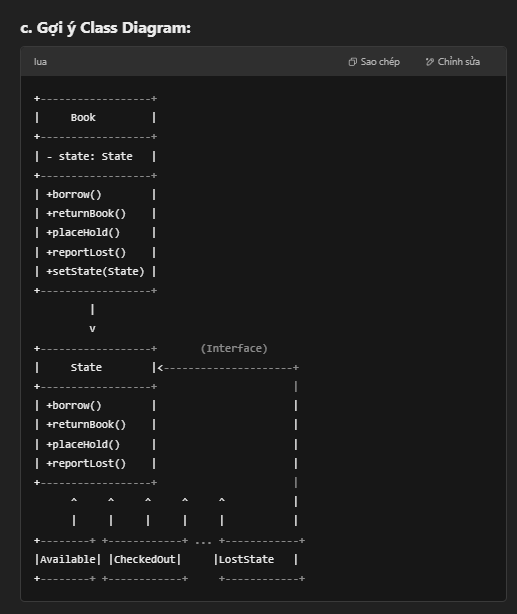 c. Gợi ý Class Diagram:
lua Sao chép Chỉnh sửa
+------------------+
|     Book         |
+------------------+
| - state: State   |
+------------------+
| +borrow()        |
| +returnBook()    |
| +placeHold()     |
| +reportLost()    |
| +setState(State) |
+------------------+
         |
         v
+------------------+       (Interface)
|     State        |<---------------------+
+------------------+                      |
| +borrow()        |                      |
| +returnBook()    |                      |
| +placeHold()     |                      |
| +reportLost()    |                      |
+------------------+                      |
      ^     ^     ^     ^     ^           |
      |     |     |     |     |           |
+--------+ +------------+ ... +------------+
|Available| |CheckedOut|     |LostState   |
+--------+ +------------+     +------------+